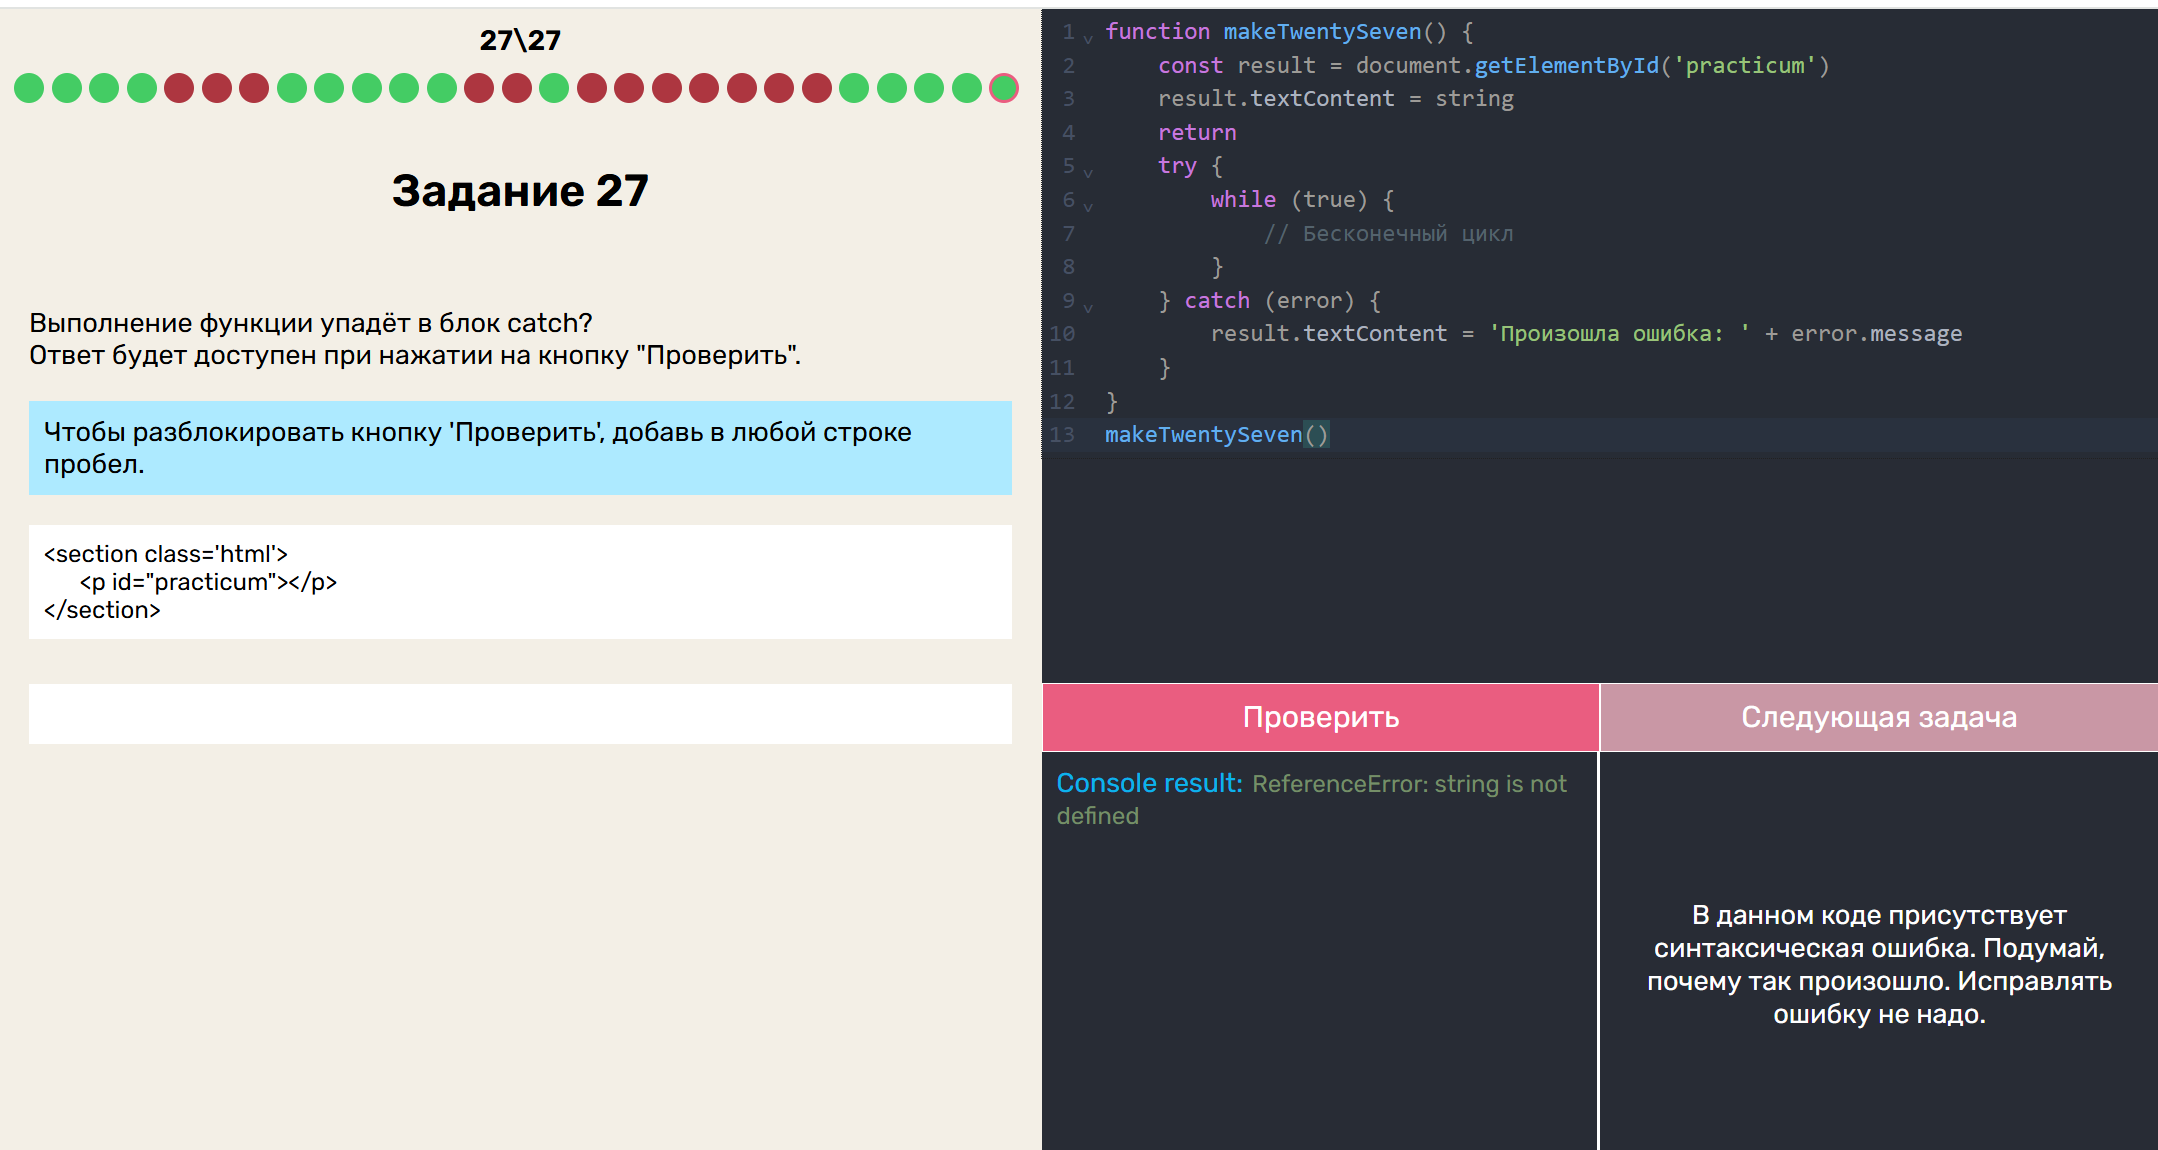 27\27
Задание 27
Выполнение функции упадёт в блок catch?
Ответ будет доступен при нажатии на кнопку "Проверить".
Чтобы разблокировать кнопку 'Проверить', добавь в любой строке
пробел.
<section class='html'>
<p id="practicum"></p>
</section>
1 function makeTwentySeven() {
2 const result = document.getElementById('practicum')
3 result.textContent = string
4 return
5 try {
6 while (true) {
7 // Бесконечный цикл
8 }
9 } catch (error) {
10 result.textContent = 'Произошла ошибка: ' + error.message
11 }
12 }
13 makeTwentySeven()
Проверить
Следующая задача
Console result: ReferenceError: string is not
defined
В данном коде присутствует
синтаксическая ошибка. Подумай,
почему так произошло. Исправлять
ошибку не надо.